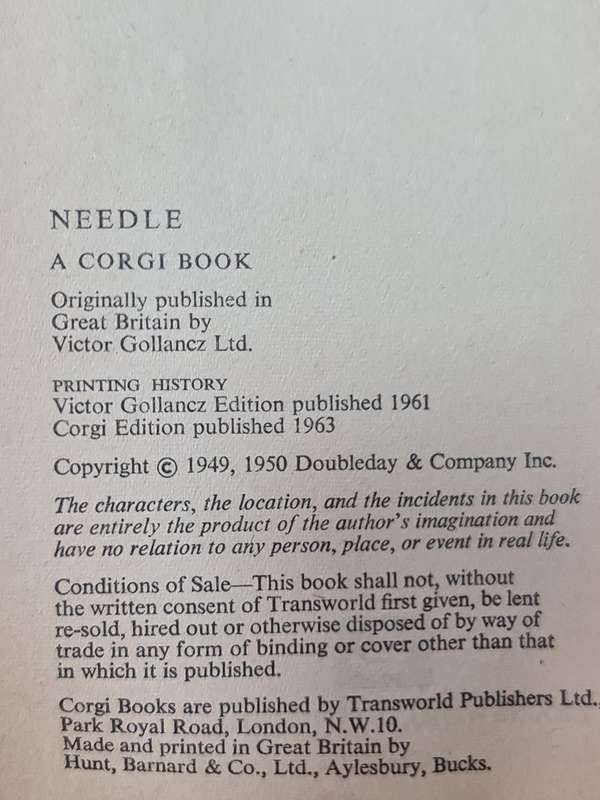 NEEDLE
A CORGI BOOK
Originally published in
Great Britain by
Victor Gollancz Ltd.
PRINTING HISTORY
Victor Gollancz Edition published 1961
Corgi Edition published 1963
Copyright © 1949, 1950 Doubleday & Company Inc.
The characters, the location, and the incidents in this book
are entirely the product of the author's imagination and
have no relation to any person, place, or event in real life.
Conditions of Sale—This book shall not, without
the written consent of Transworld first given, be lent
re-sold, hired out or otherwise disposed of by way of
trade in any form of binding or cover other than that
in which it is published.
Corgi Books are published by Transworld Publishers Ltd.,
Park Royal Road, London, N.W.10.
Made and printed in Great Britain by
Hunt, Barnard & Co., Ltd., Aylesbury, Bucks.